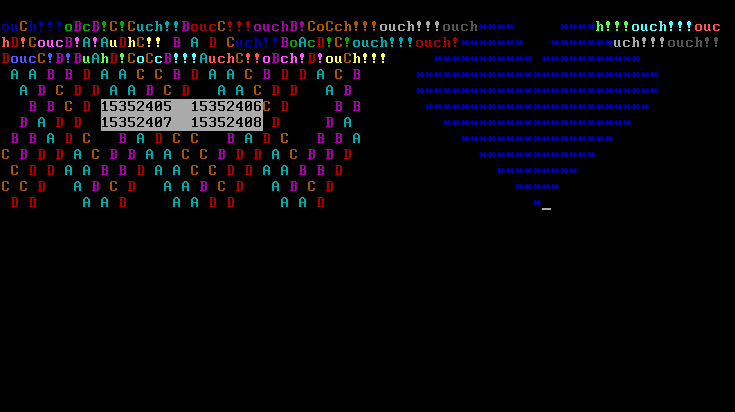 ouCh!!!oBcB!C!Cuch!!BoucC!!!ouchB!CoCch!!!ouch!!!ouch**** ****h!!!ouch!!!ouc
hD!CoucB!A!AuDhC!! B A D Cuch!!BoAcD!C!ouch!!!ouch!******* *******uch!!!ouch!!
DoucC!B!BuAhD!CoCcB!!!AuchC!!oBch!D!ouCh!!! *********** ***********
A A B B D A A C C B D A A C B D D A C B ***************************
A B C D D A A B C D A A C D D A B ***************************
B B C D 15352405 15352406C D B B *************************
B A D D 15352407 15352408 D B A *********************
B B A D C B A D C C B A D C B B A *****************
C B D D A C B B A A C C B D D A C B B D *************
C D D A A B B D D A A C C D D A A B B D *********
C C D A B C D A A B C D A B C D *****
D D A A D A A D D A A D *